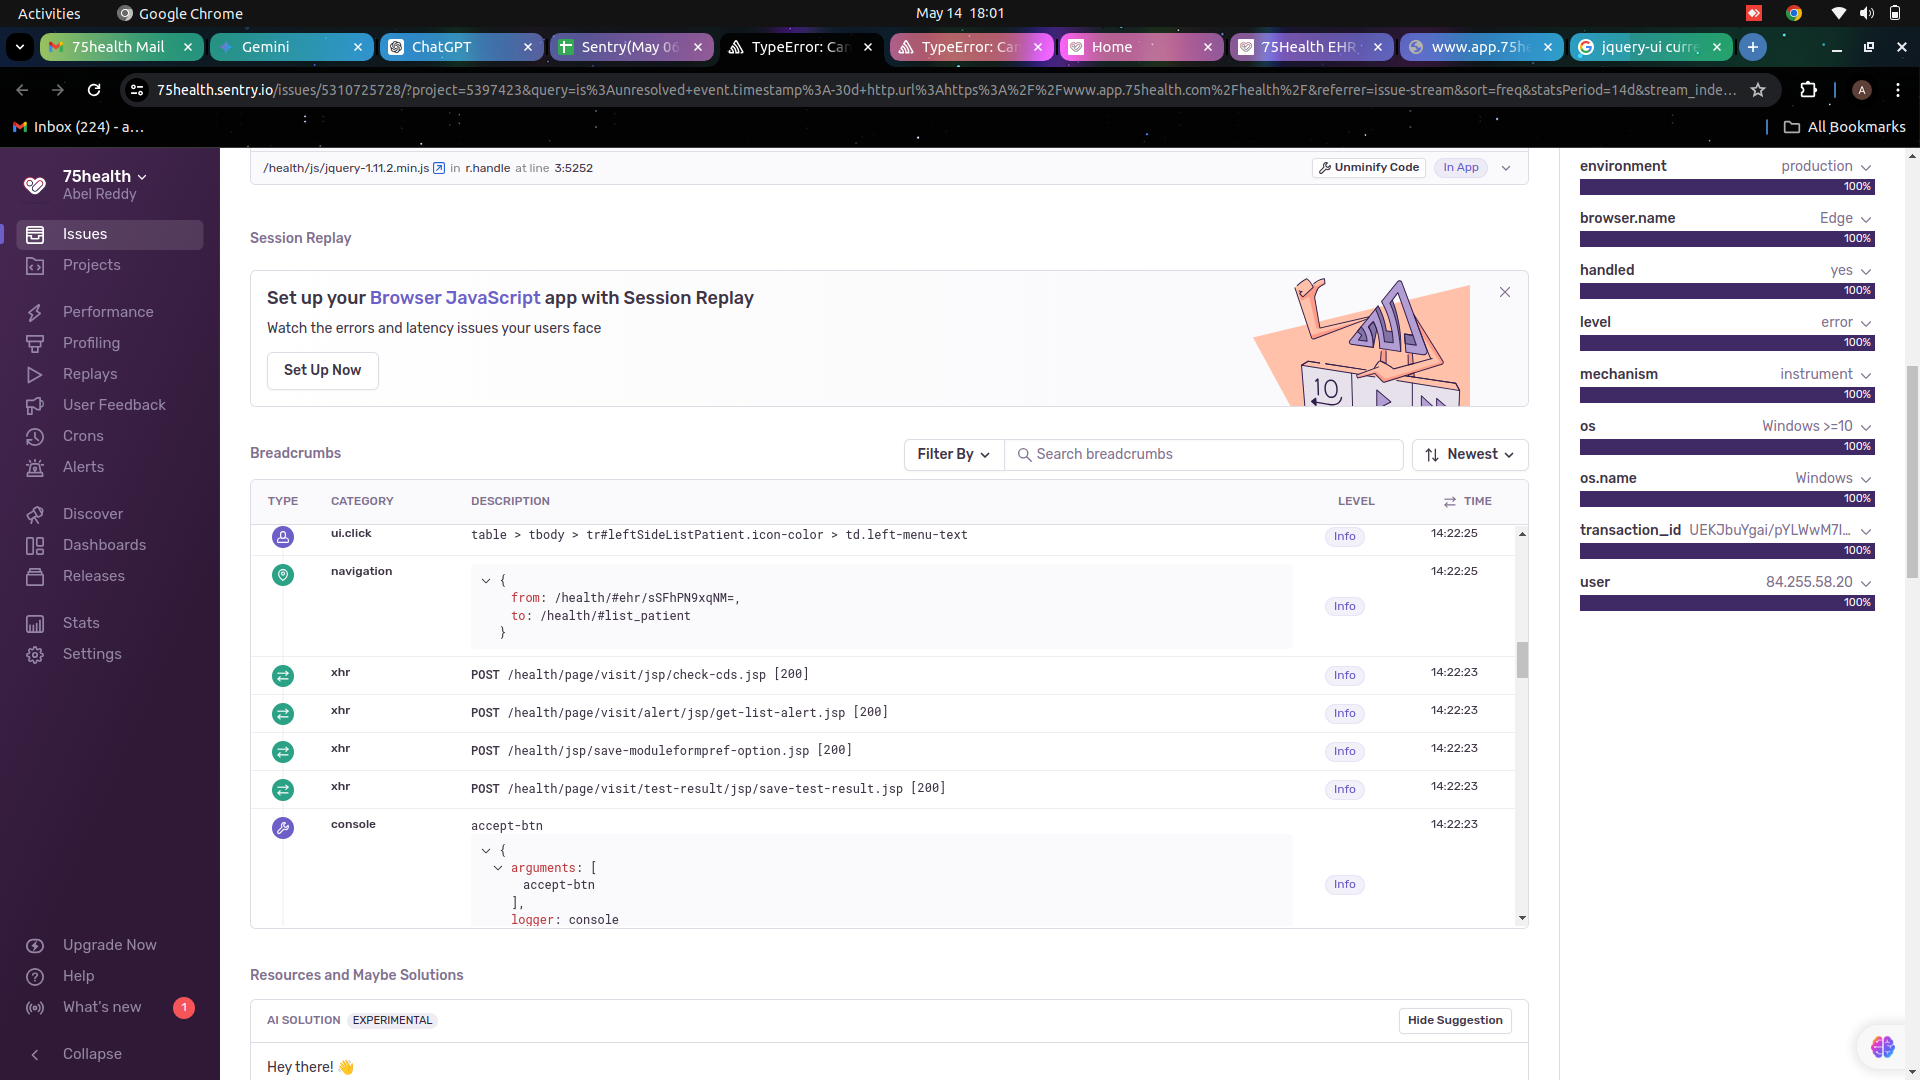 Activities
Google Chrome
May 14 18:01
75health Mail
Gemini
ChatGPT
Sentry(May 06
TypeError: Can
TypeError: Can
Home
75Health EHR
www.app.75he
jquery-ui curre
75health.sentry.io/issues/5310725728/?project=5397423&query=is%3Aunresolved+event.timestamp%3A-30d+http.url%3Ahttps%3A%2F%2Fwww.app.75health.com%2Fhealth%2F&referrer=issue-stream&sort=freq&statsPeriod=14d&stream_inde...
A
Inbox (224) - a...
All Bookmarks
75health
Abel Reddy
Issues
Projects
Performance
Profiling
Replays
User Feedback
Crons
Alerts
Discover
Dashboards
Releases
Stats
Settings
Upgrade Now
Help
What's new
1
Collapse
/health/js/jquery-1.11.2.min.js in r.handle at line 3:5252
Unminify Code
In App
Session Replay
Set up your Browser JavaScript app with Session Replay
Watch the errors and latency issues your users face
Set Up Now
10
Breadcrumbs
Filter By
Search breadcrumbs
Newest
TYPE CATEGORY DESCRIPTION LEVEL TIME
ui.click table > tbody > tr#leftSideListPatient.icon-color > td.left-menu-text Info 14:22:25
navigation { 14:22:25
from: /health/#ehr/sSFhPN9xqNM=,
Info
to: /health/#list_patient
}
xhr POST /health/page/visit/jsp/check-cds.jsp [200] Info 14:22:23
xhr POST /health/page/visit/alert/jsp/get-list-alert.jsp [200] Info 14:22:23
xhr POST /health/jsp/save-moduleformpref-option.jsp [200] Info 14:22:23
xhr POST /health/page/visit/test-result/jsp/save-test-result.jsp [200] Info 14:22:23
console accept-btn 14:22:23
{
arguments: [
accept-btn
Info
],
logger: console
Resources and Maybe Solutions
AI SOLUTION EXPERIMENTAL
Hide Suggestion
Hey there! 👋
environment production
100%
browser.name Edge
100%
handled yes
100%
level error
100%
mechanism instrument
100%
os Windows >=10
100%
os.name Windows
100%
transaction_id UEKJbuYgai/pYLWwM7l...
100%
user 84.255.58.20
100%